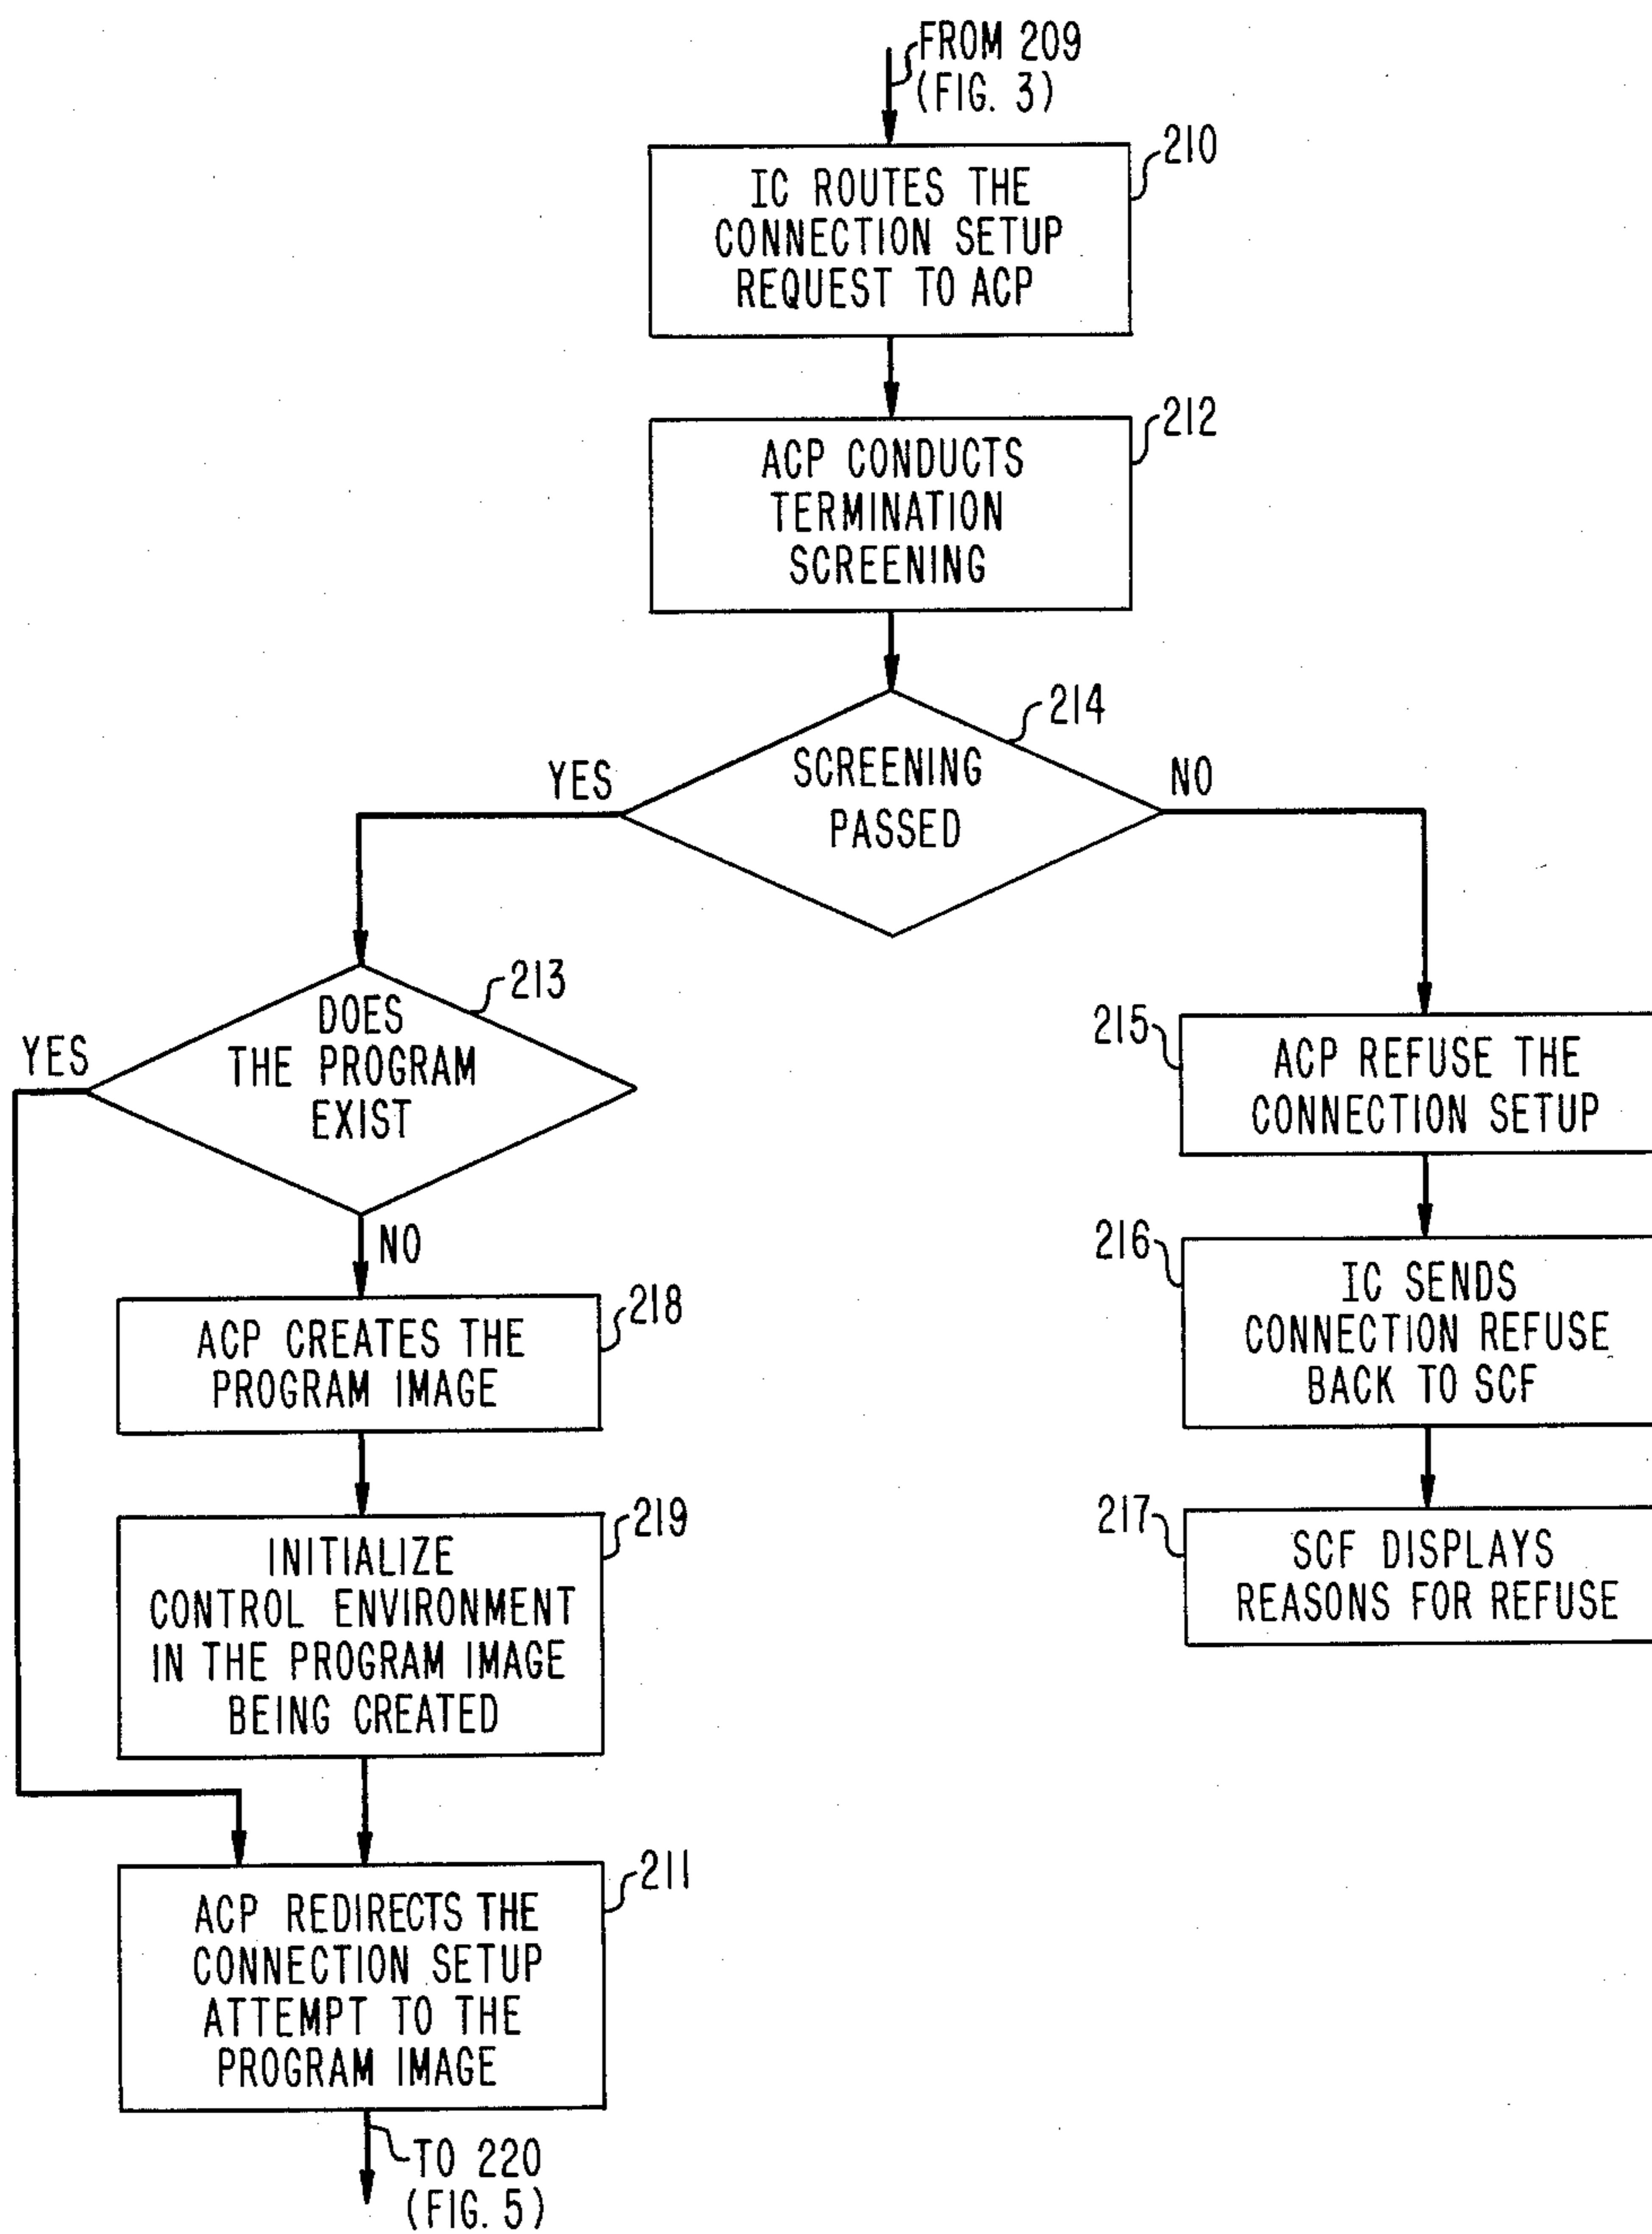 FROM 209
(FIG. 3)
210
IC ROUTES THE
CONNECTION SETUP
REQUEST TO ACP
212
ACP CONDUCTS
TERMINATION
SCREENING
214
SCREENING
PASSED
YES
NO
213
DOES
THE PROGRAM
EXIST
YES
NO
215
ACP REFUSE THE
CONNECTION SETUP
216
IC SENDS
CONNECTION REFUSE
BACK TO SCF
217
SCF DISPLAYS
REASONS FOR REFUSE
218
ACP CREATES THE
PROGRAM IMAGE
219
INITIALIZE
CONTROL ENVIRONMENT
IN THE PROGRAM IMAGE
BEING CREATED
211
ACP REDIRECTS THE
CONNECTION SETUP
ATTEMPT TO THE
PROGRAM IMAGE
TO 220
(FIG. 5)